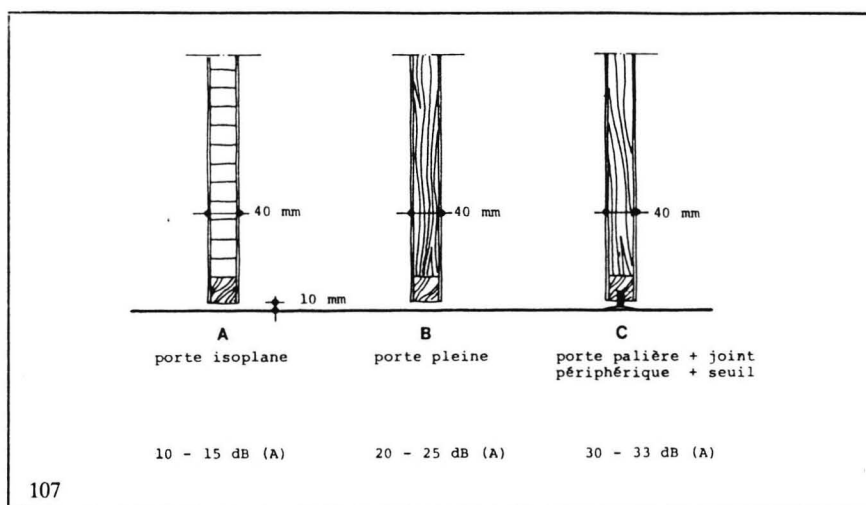 40 mm
40 mm
40 mm
10 mm
A
B
C
porte isoplane
porte pleine
porte palière + joint
périphérique + seuil
10 - 15 dB (A)
20 - 25 dB (A)
30 - 33 dB (A)
107